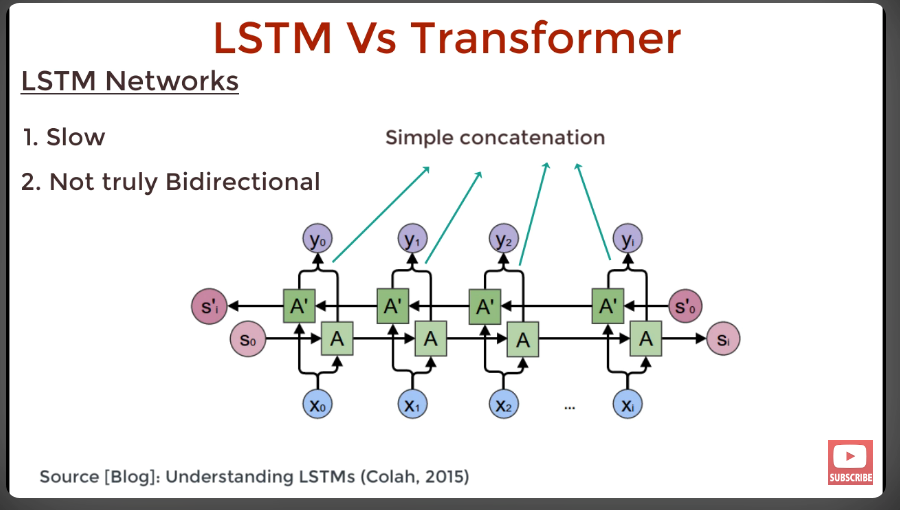 LSTM Vs Transformer
LSTM Networks
1. Slow
Simple concatenation
2. Not truly Bidirectional
y₀ y₁ y₂ yᵢ
s'ᵢ A' A' A' A' s'₀
s₀ A A A A sᵢ
x₀ x₁ x₂ ... xᵢ
Source [Blog]: Understanding LSTMs (Colah, 2015)
SUBSCRIBE